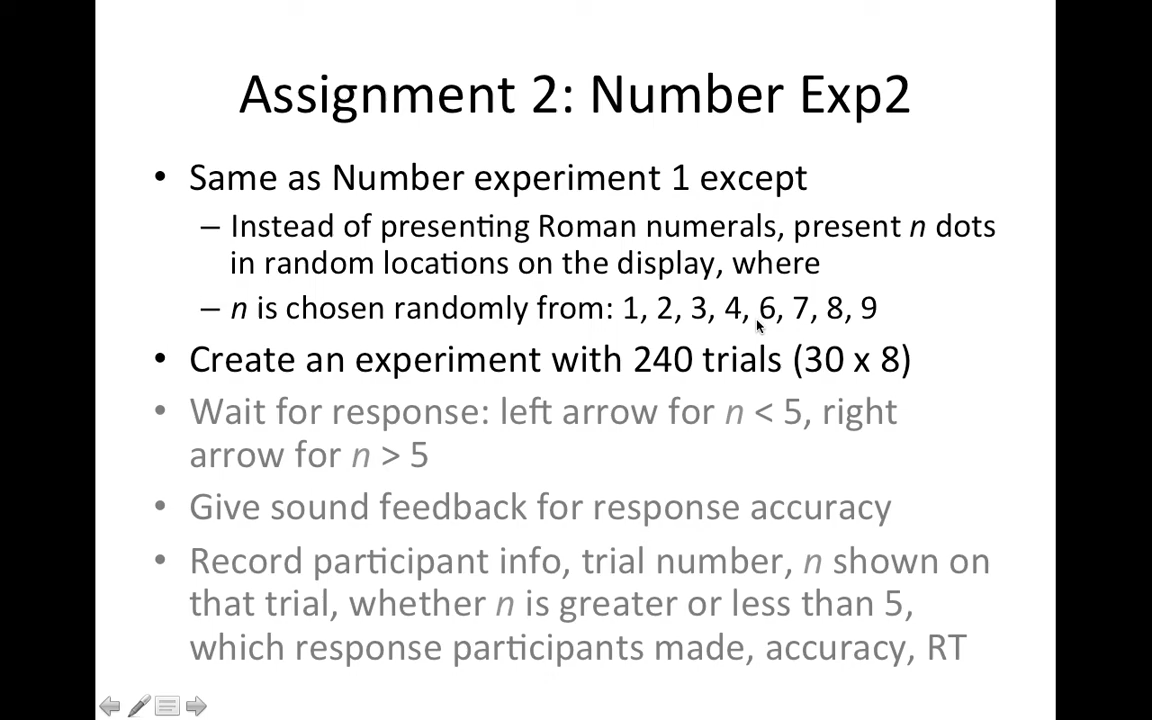 Assignment 2: Number Exp2
• Same as Number experiment 1 except
– Instead of presenting Roman numerals, present n dots
in random locations on the display, where
– n is chosen randomly from: 1, 2, 3, 4, 6, 7, 8, 9
• Create an experiment with 240 trials (30 x 8)
• Wait for response: left arrow for n < 5, right
arrow for n > 5
• Give sound feedback for response accuracy
• Record participant info, trial number, n shown on
that trial, whether n is greater or less than 5,
which response participants made, accuracy, RT